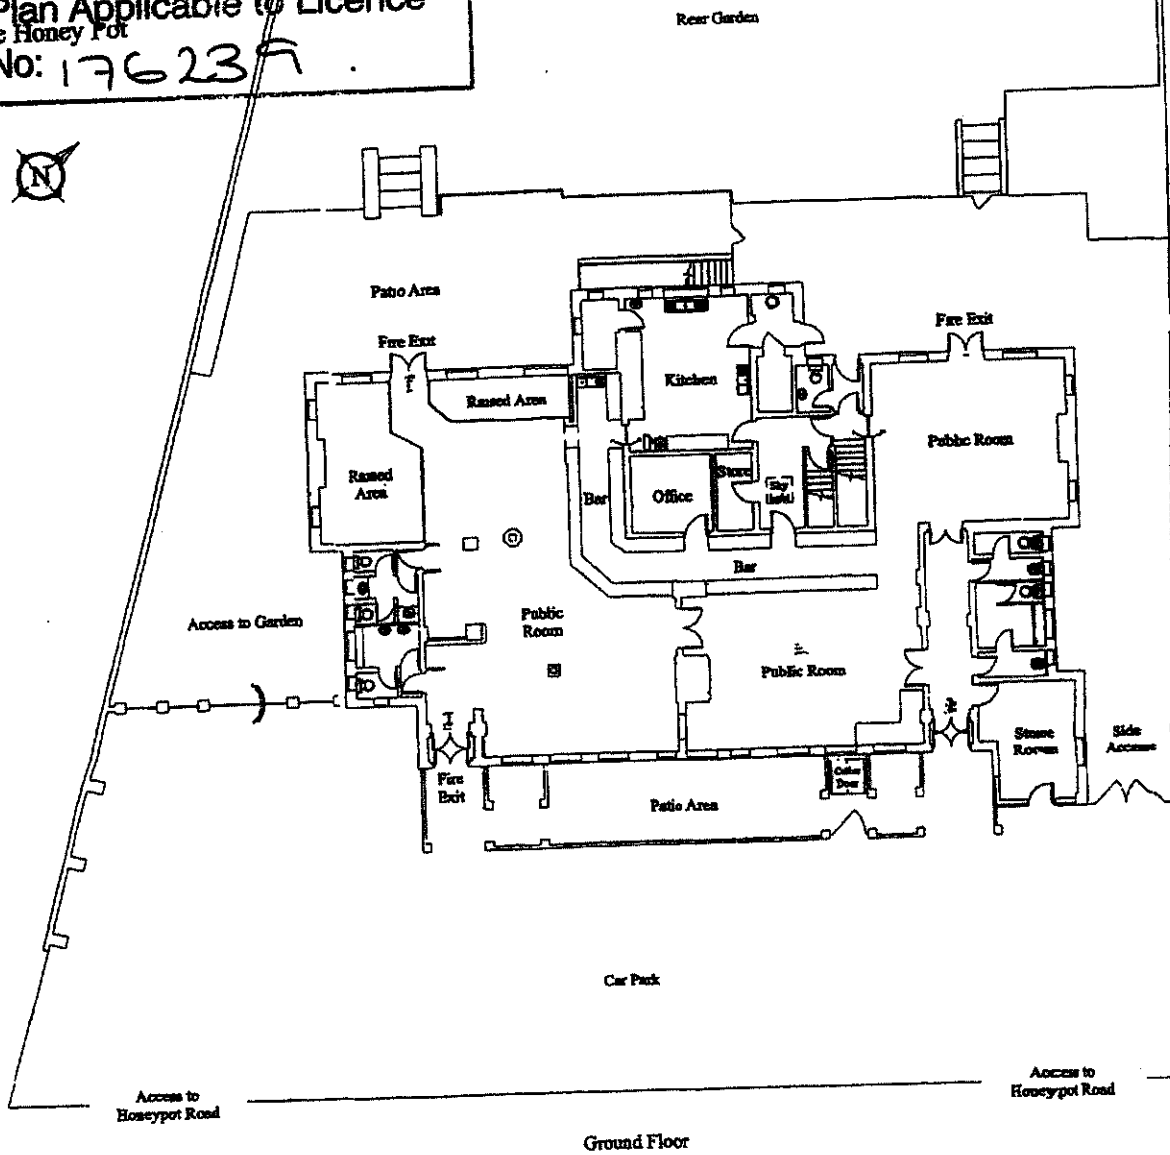 Plan Applicable to Licence
e Honey Pot
No: 176239
Rear Garden
N
Patio Area
Fire Exit
Fire Exit
Kitchen
Raised Area
Public Room
Raised
Area
Store
Office
Bar
Sky
light
Bar
Access to Garden
Public
Room
Public Room
Store
Room
Side
Access
Fire
Exit
Patio Area
Cellar
Door
Car Park
Access to
Honeypot Road
Access to
Honeypot Road
Ground Floor